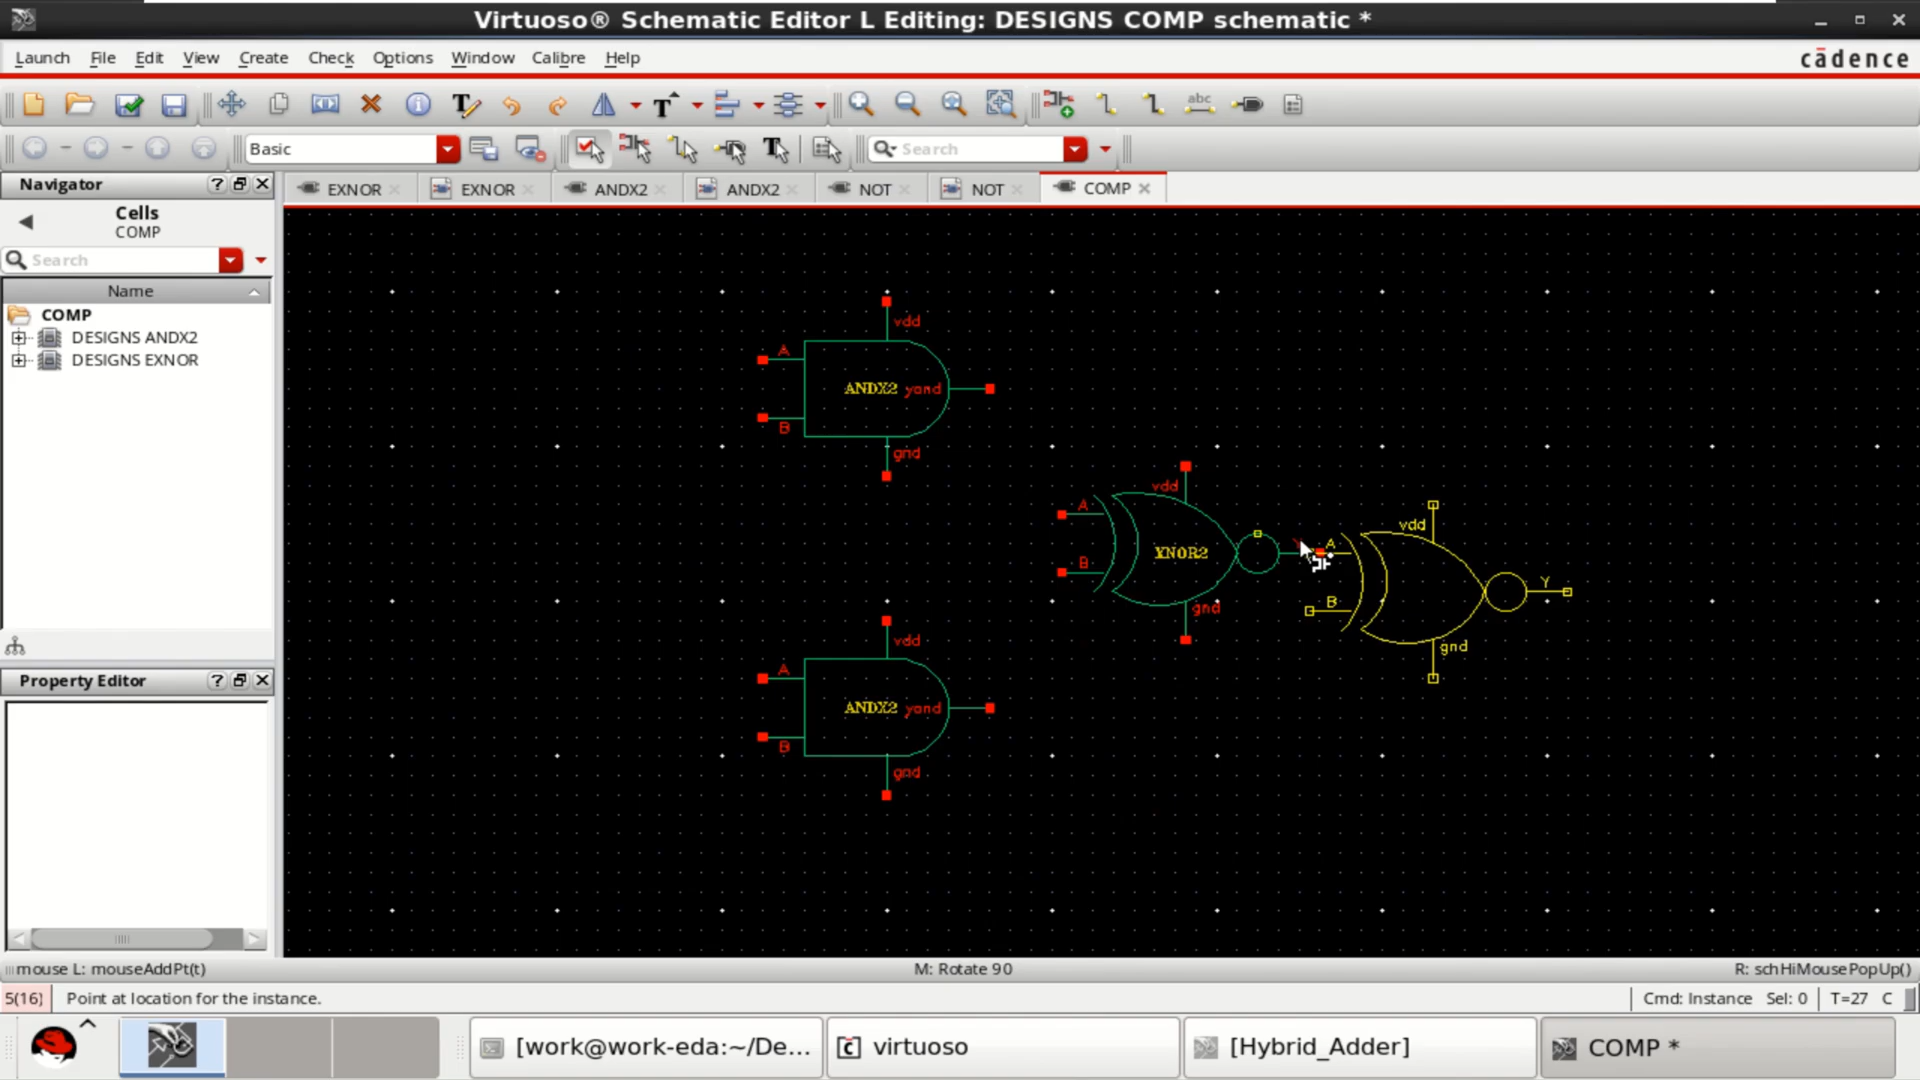 Virtuoso® Schematic Editor L Editing: DESIGNS COMP schematic *
Launch File Edit View Create Check Options Window Calibre Help
cādence
abc
Basic
Search
Navigator
Cells
COMP
Search
Name
COMP
DESIGNS ANDX2
DESIGNS EXNOR
Property Editor
EXNOR EXNOR ANDX2 ANDX2 NOT NOT COMP
vdd
A
ANDX2 yand
B
gnd
vdd
A
XNOR2
B
gnd
vdd
A
B
Y
gnd
vdd
A
ANDX2 yand
B
gnd
mouse L: mouseAddPt(t)
M: Rotate 90
R: schHiMousePopUp()
5(16) Point at location for the instance.
Cmd: Instance Sel: 0 T=27 C
[work@work-eda:~/De...
virtuoso
[Hybrid_Adder]
COMP *